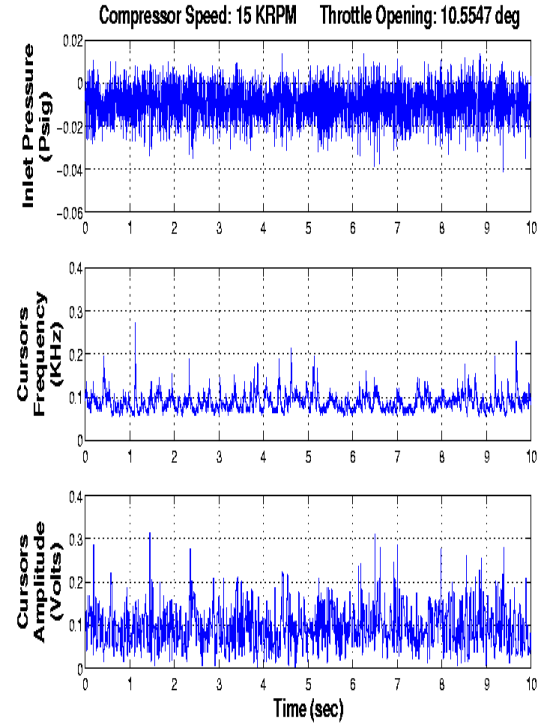 Compressor Speed: 15 KRPM Throttle Opening: 10.5547 deg
Inlet Pressure
(Psig)
0.02
0
−0.02
−0.04
−0.06
0 1 2 3 4 5 6 7 8 9 10
Cursors
Frequency
(KHz)
0.4
0.3
0.2
0.1
0
0 1 2 3 4 5 6 7 8 9 10
Cursors
Amplitude
(Volts)
0.4
0.3
0.2
0.1
0
0 1 2 3 4 5 6 7 8 9 10
Time (sec)